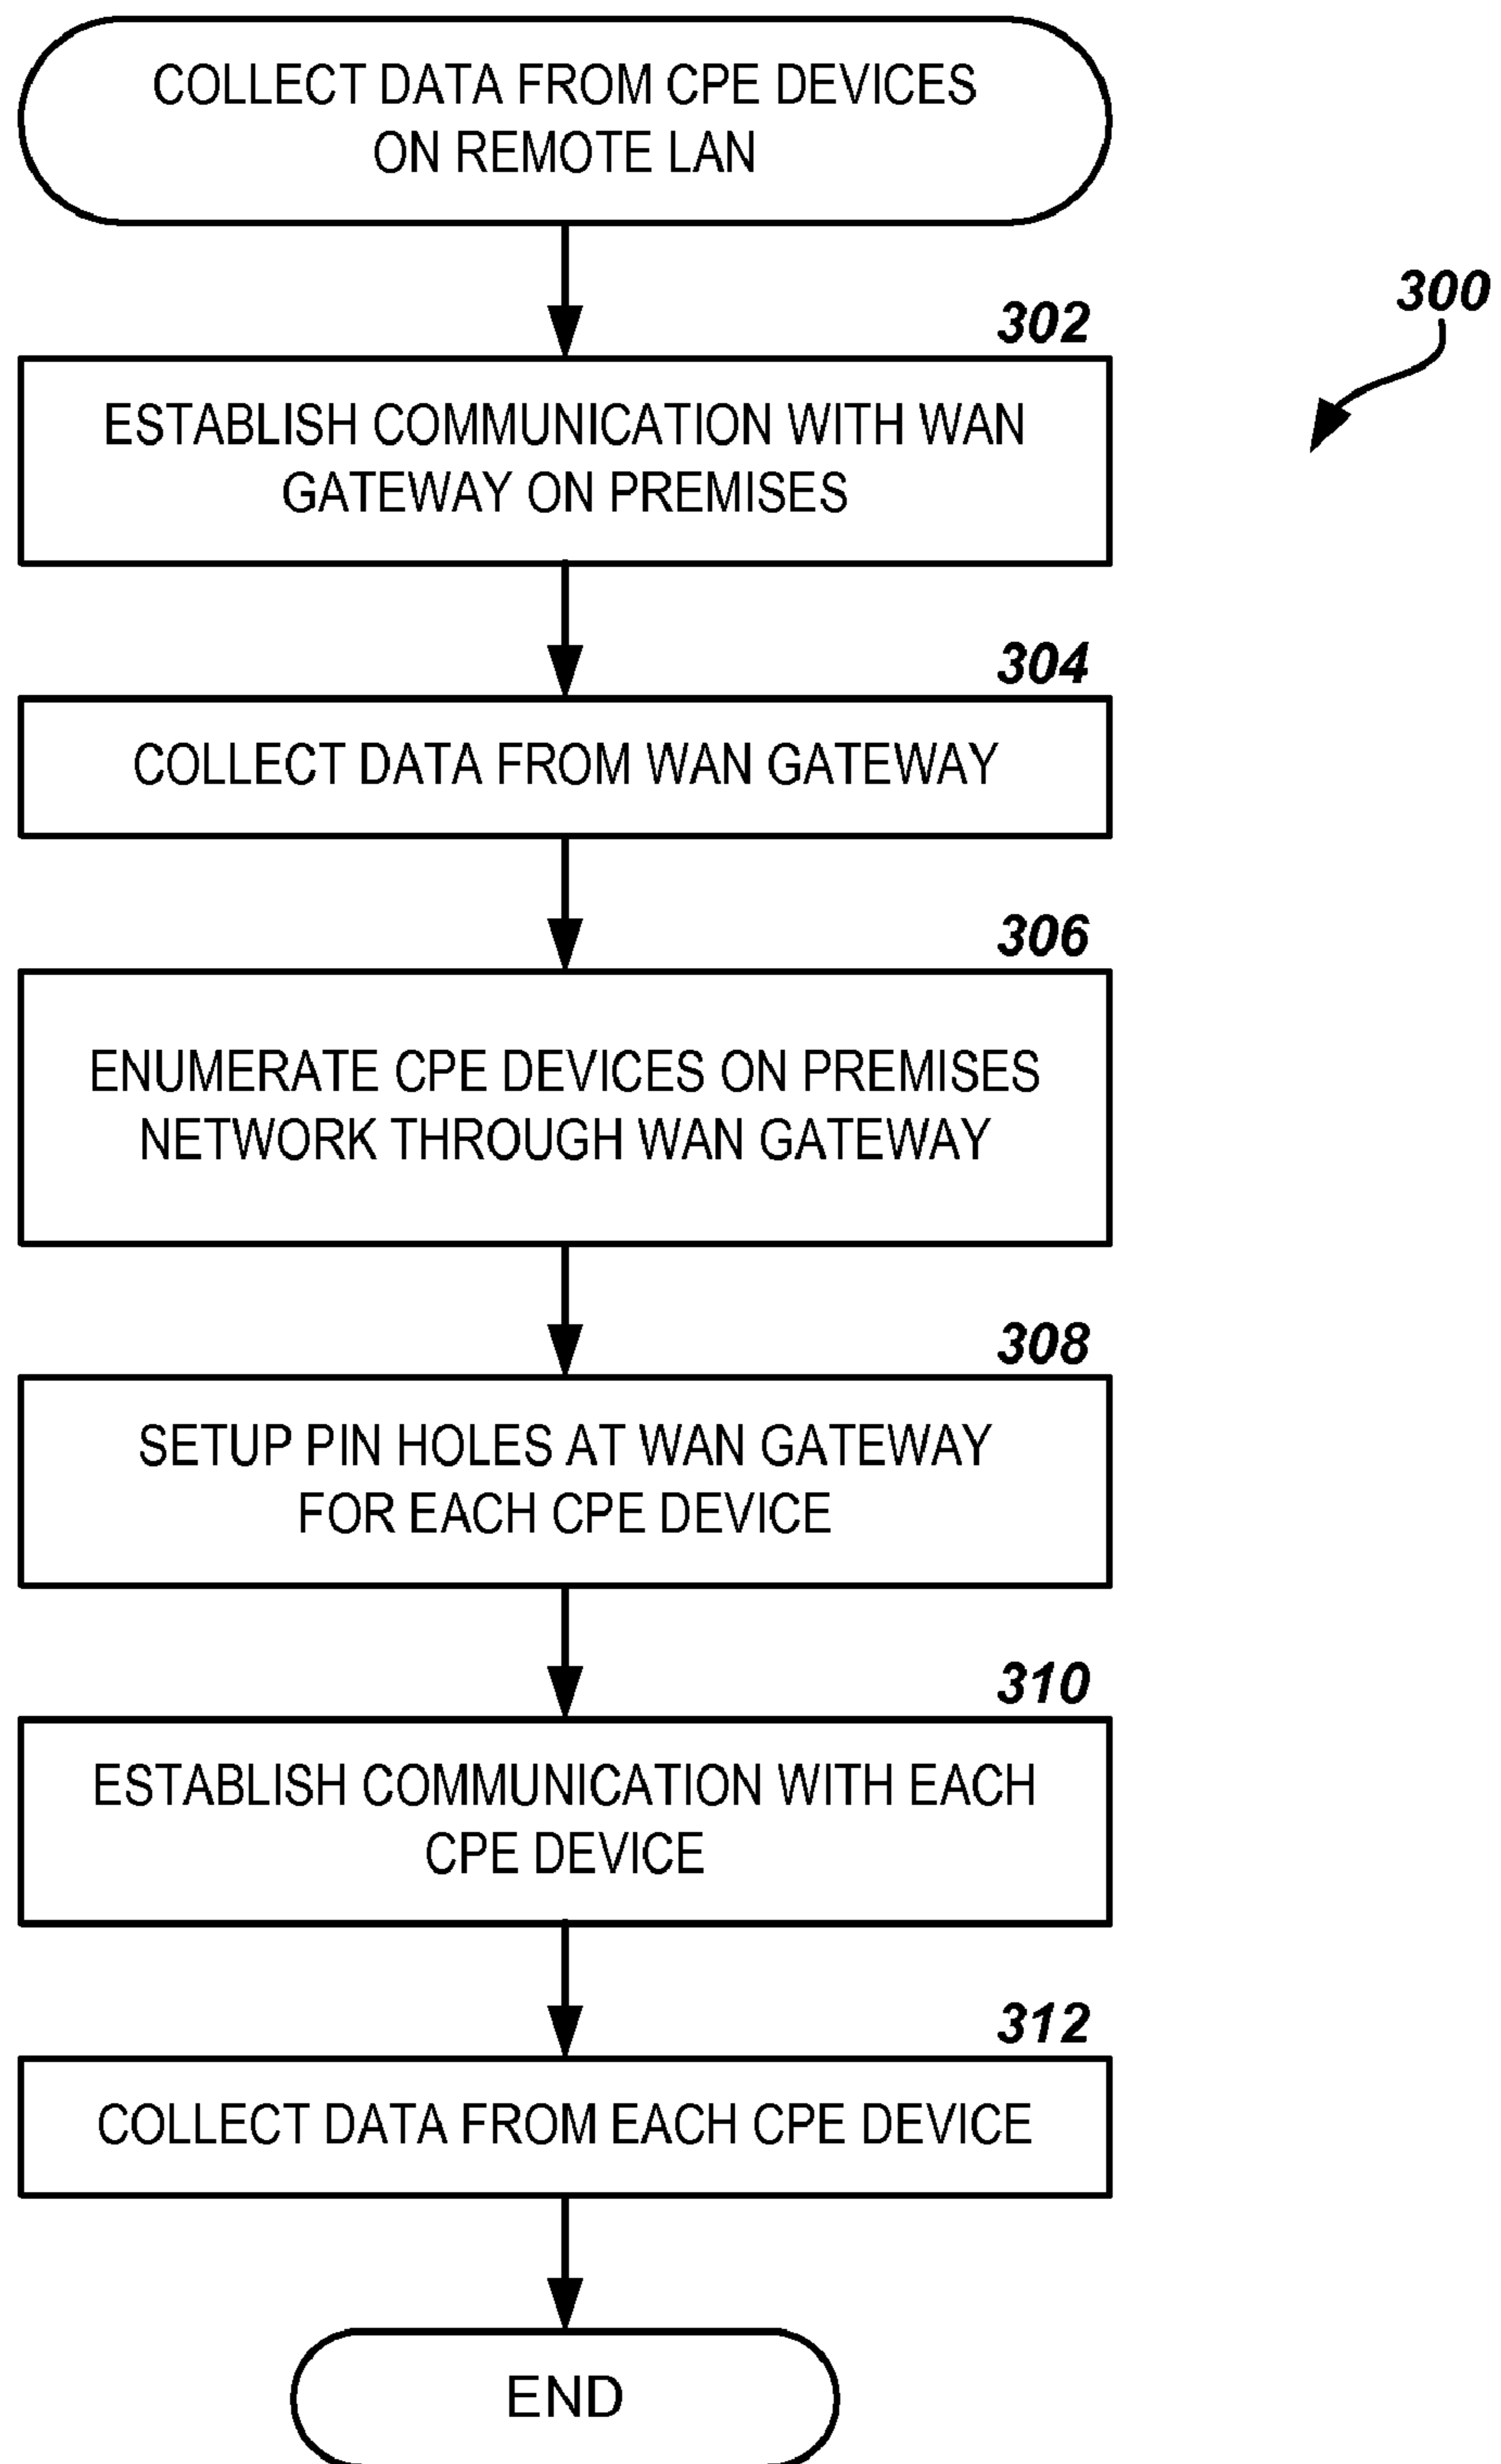 COLLECT DATA FROM CPE DEVICES
ON REMOTE LAN
300
302
ESTABLISH COMMUNICATION WITH WAN
GATEWAY ON PREMISES
304
COLLECT DATA FROM WAN GATEWAY
306
ENUMERATE CPE DEVICES ON PREMISES
NETWORK THROUGH WAN GATEWAY
308
SETUP PIN HOLES AT WAN GATEWAY
FOR EACH CPE DEVICE
310
ESTABLISH COMMUNICATION WITH EACH
CPE DEVICE
312
COLLECT DATA FROM EACH CPE DEVICE
END